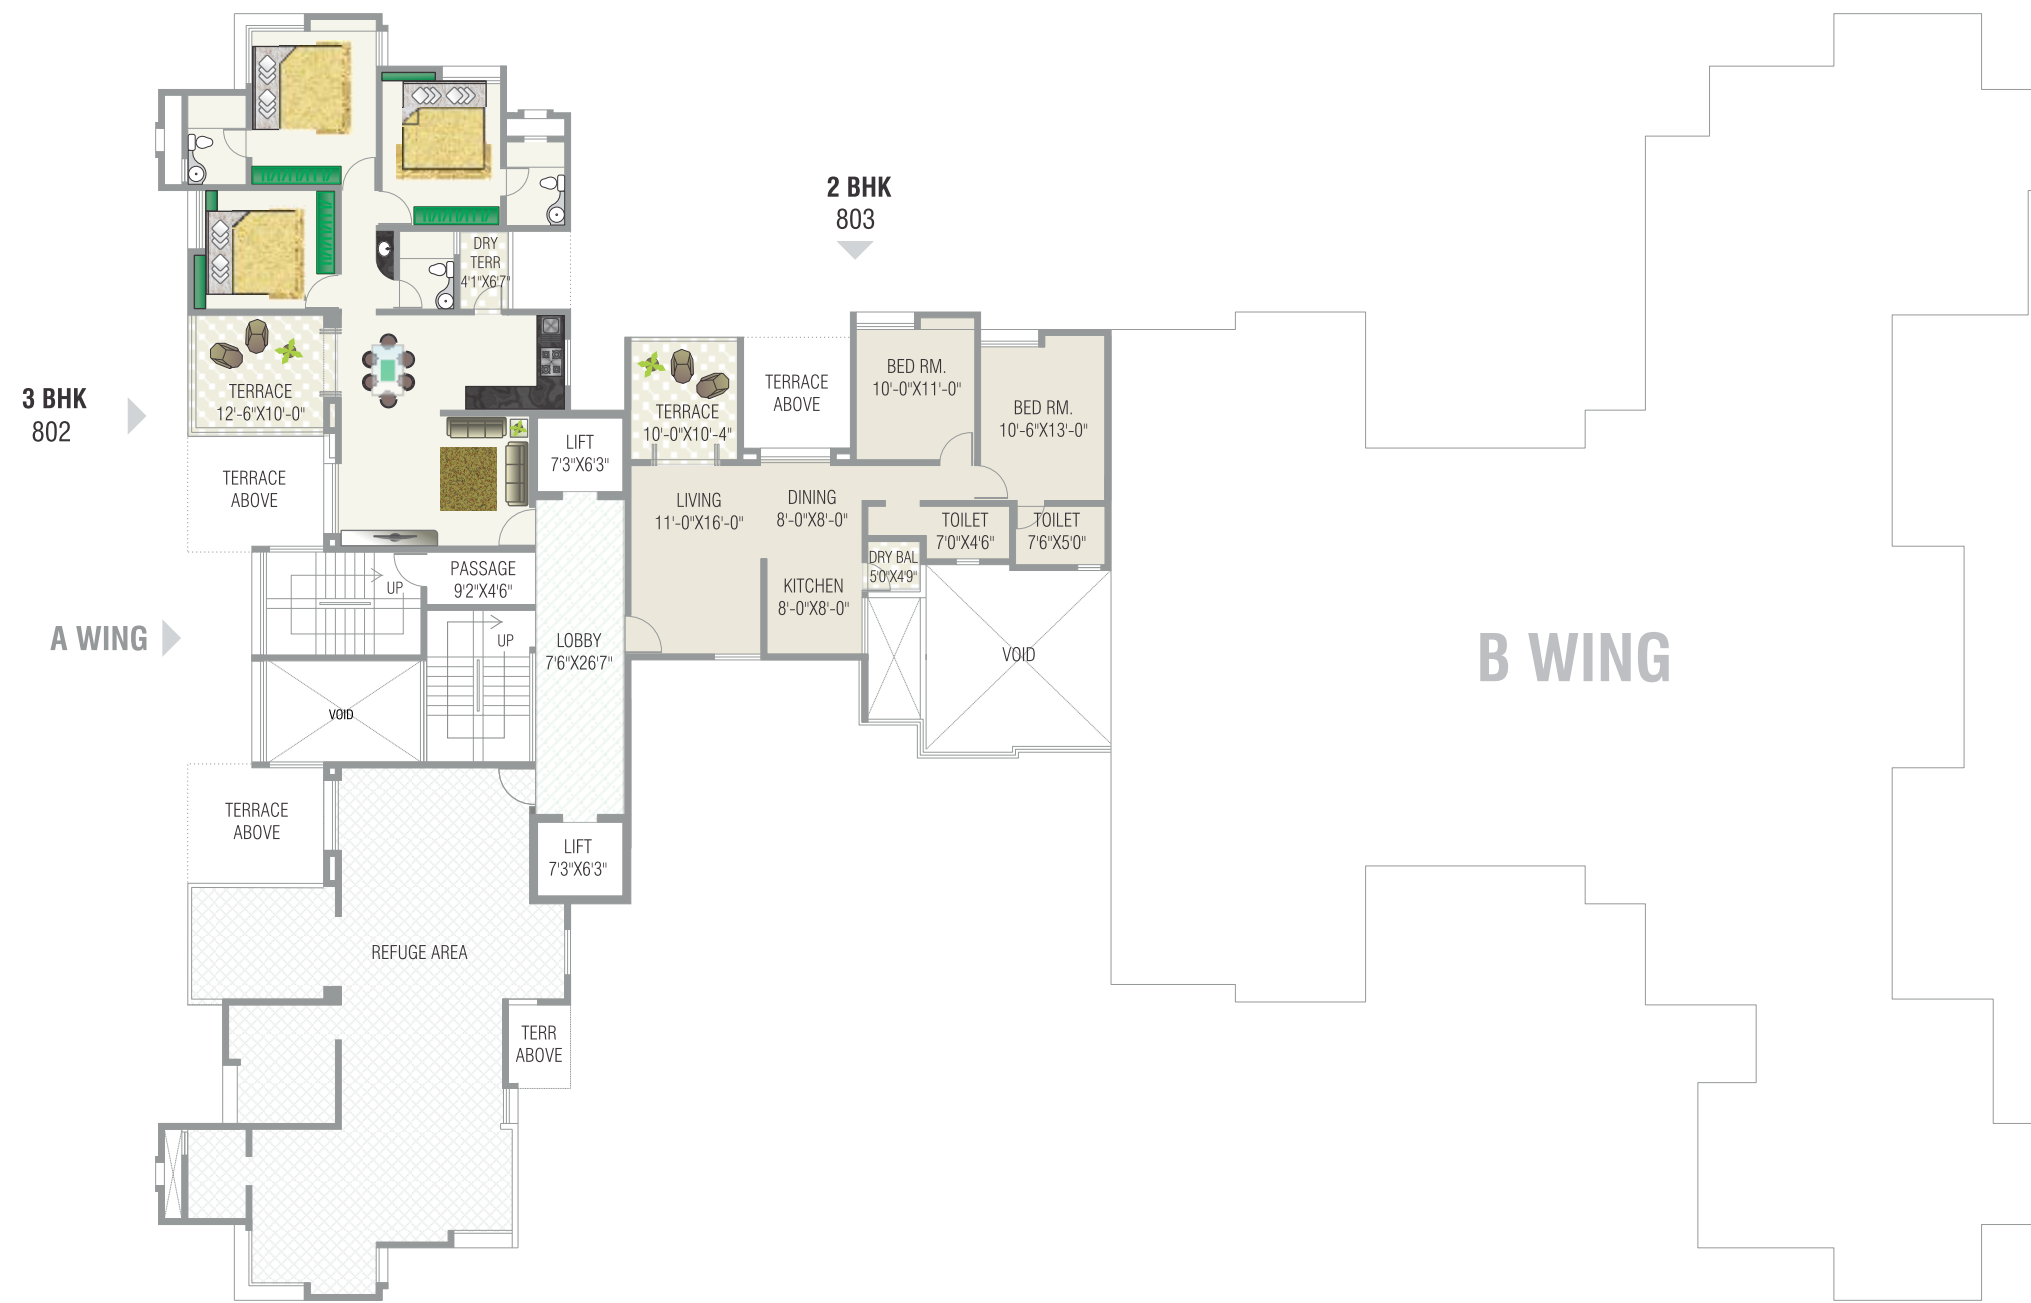 DRY
TERR
4'1"X6'7"
2 BHK
803
3 BHK
802
TERRACE
12'-6"X10'-0"
TERRACE
ABOVE
LIFT
7'3"X6'3"
TERRACE
10'-0"X10'-4"
TERRACE
ABOVE
BED RM.
10'-0"X11'-0"
BED RM.
10'-6"X13'-0"
LIVING
11'-0"X16'-0"
DINING
8'-0"X8'-0"
TOILET
7'0"X4'6"
TOILET
7'6"X5'0"
DRY BAL
5'0"X4'9"
KITCHEN
8'-0"X8'-0"
PASSAGE
9'2"X4'6"
UP
UP
A WING
LOBBY
7'6"X26'7"
VOID
VOID
B WING
TERRACE
ABOVE
LIFT
7'3"X6'3"
REFUGE AREA
TERR
ABOVE